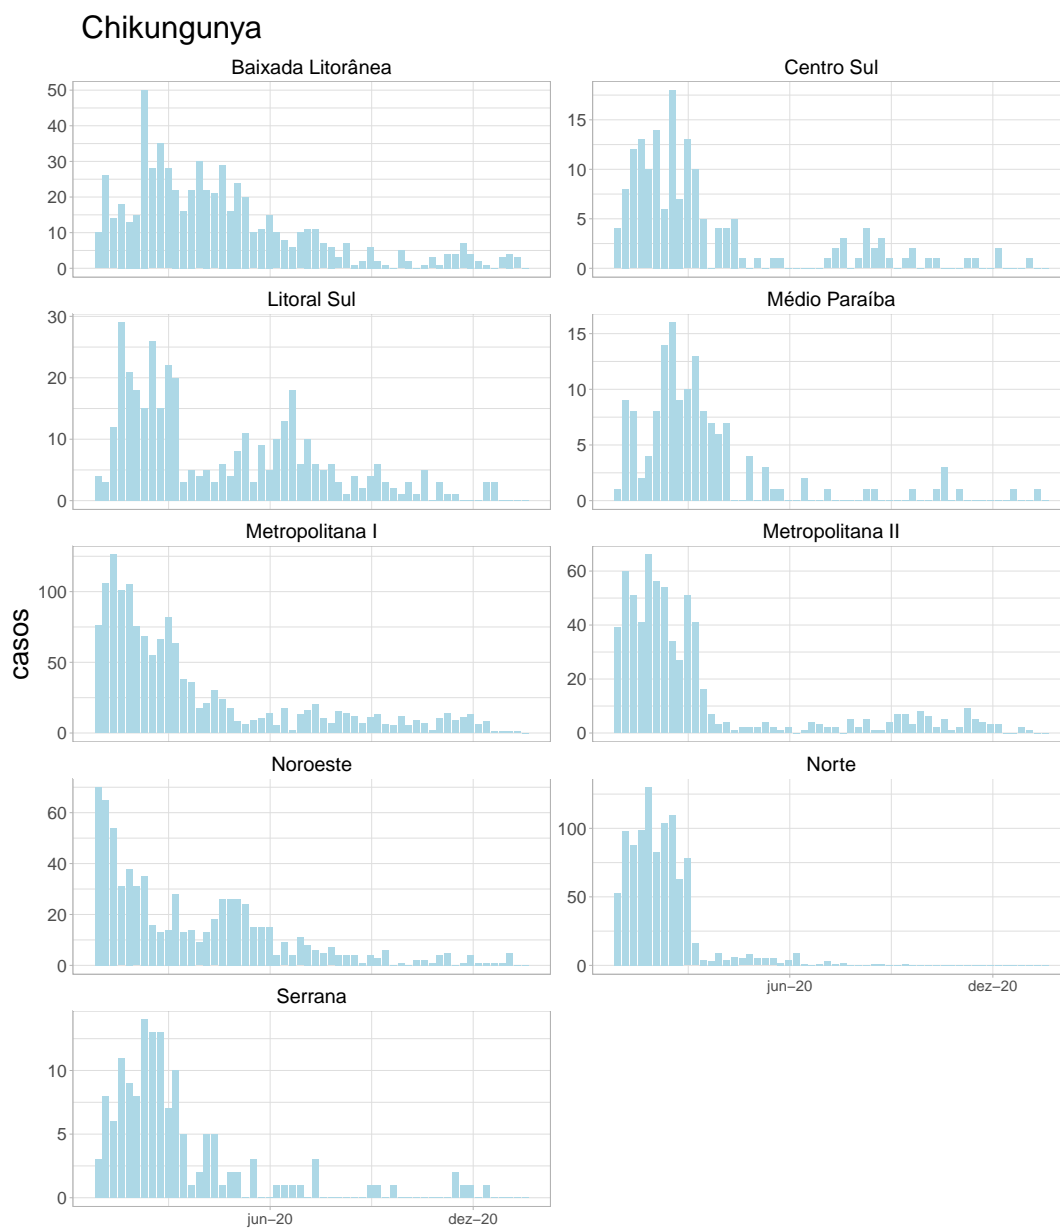 Chikungunya
Baixada Litorânea
Centro Sul
50
40
30
20
10
0
15
10
5
0
Litoral Sul
Médio Paraíba
30
20
10
0
15
10
5
0
Metropolitana I
Metropolitana II
100
50
0
60
40
20
0
casos
Noroeste
Norte
60
40
20
0
100
50
0
jun−20
dez−20
Serrana
10
5
0
jun−20
dez−20